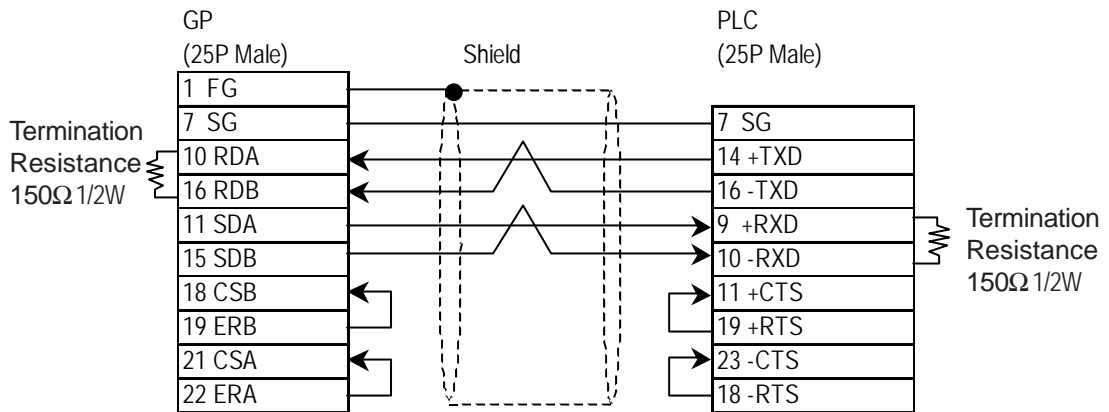 GP
(25P Male)
Shield
PLC
(25P Male)
Termination
Resistance
150Ω 1/2W
1 FG
7 SG
10 RDA
16 RDB
11 SDA
15 SDB
18 CSB
19 ERB
21 CSA
22 ERA
7 SG
14 +TXD
16 -TXD
9 +RXD
10 -RXD
11 +CTS
19 +RTS
23 -CTS
18 -RTS
Termination
Resistance
150Ω 1/2W